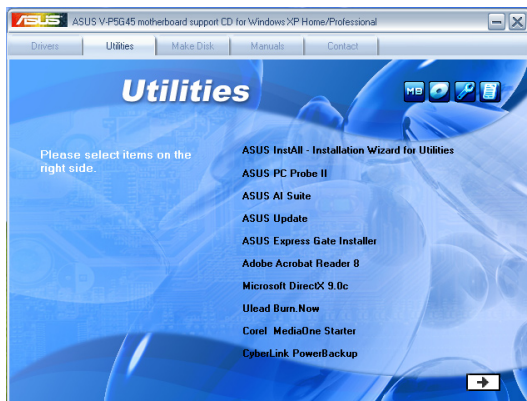 ASUS ASUS V-P5G45 motherboard support CD for Windows XP Home/Professional
Drivers Utilities Make Disk Manuals Contact
Utilities
MB
Please select items on the
right side.
ASUS InstAll - Installation Wizard for Utilities
ASUS PC Probe II
ASUS AI Suite
ASUS Update
ASUS Express Gate Installer
Adobe Acrobat Reader 8
Microsoft DirectX 9.0c
Ulead Burn.Now
Corel MediaOne Starter
CyberLink PowerBackup